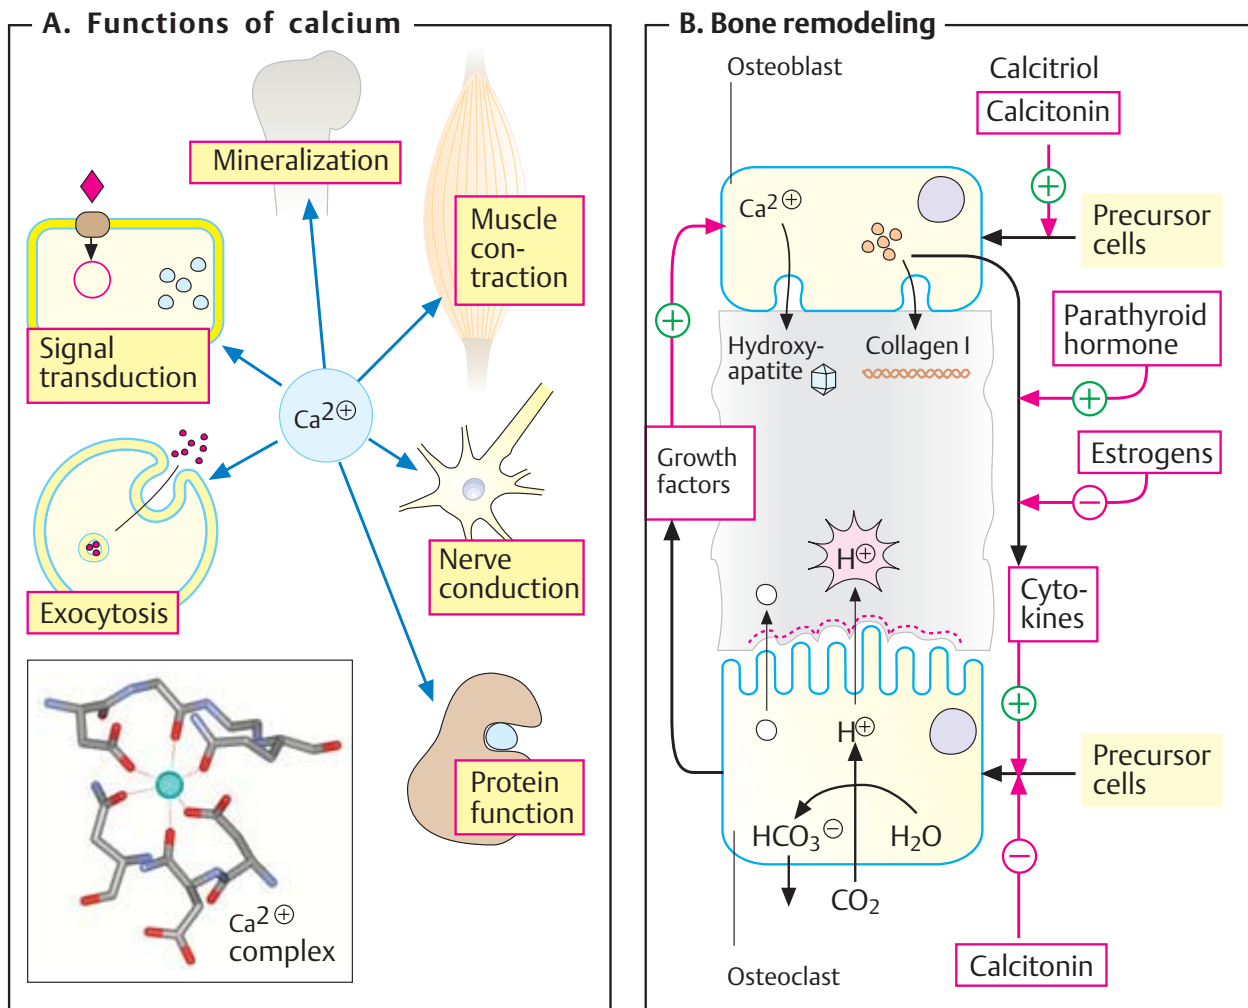 A. Functions of calcium
Mineralization
Muscle
con-
traction
Signal
transduction
Ca2⊕
Exocytosis
Nerve
conduction
Protein
function
Ca2⊕
complex
B. Bone remodeling
Osteoblast
Calcitriol
Calcitonin
Ca2⊕
Precursor
cells
Hydroxy-
apatite
Collagen I
Parathyroid
hormone
Growth
factors
Estrogens
H⊕
Cyto-
kines
H⊕
Precursor
cells
HCO3⊖
H2O
CO2
Osteoclast
Calcitonin